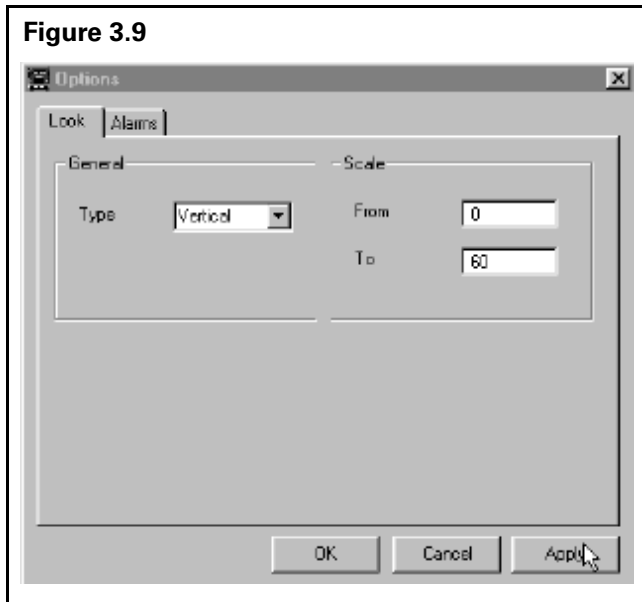 Figure 3.9
Options
Look Alarms
General Scale
Type Vertical From 0
To 60
OK Cancel Apply